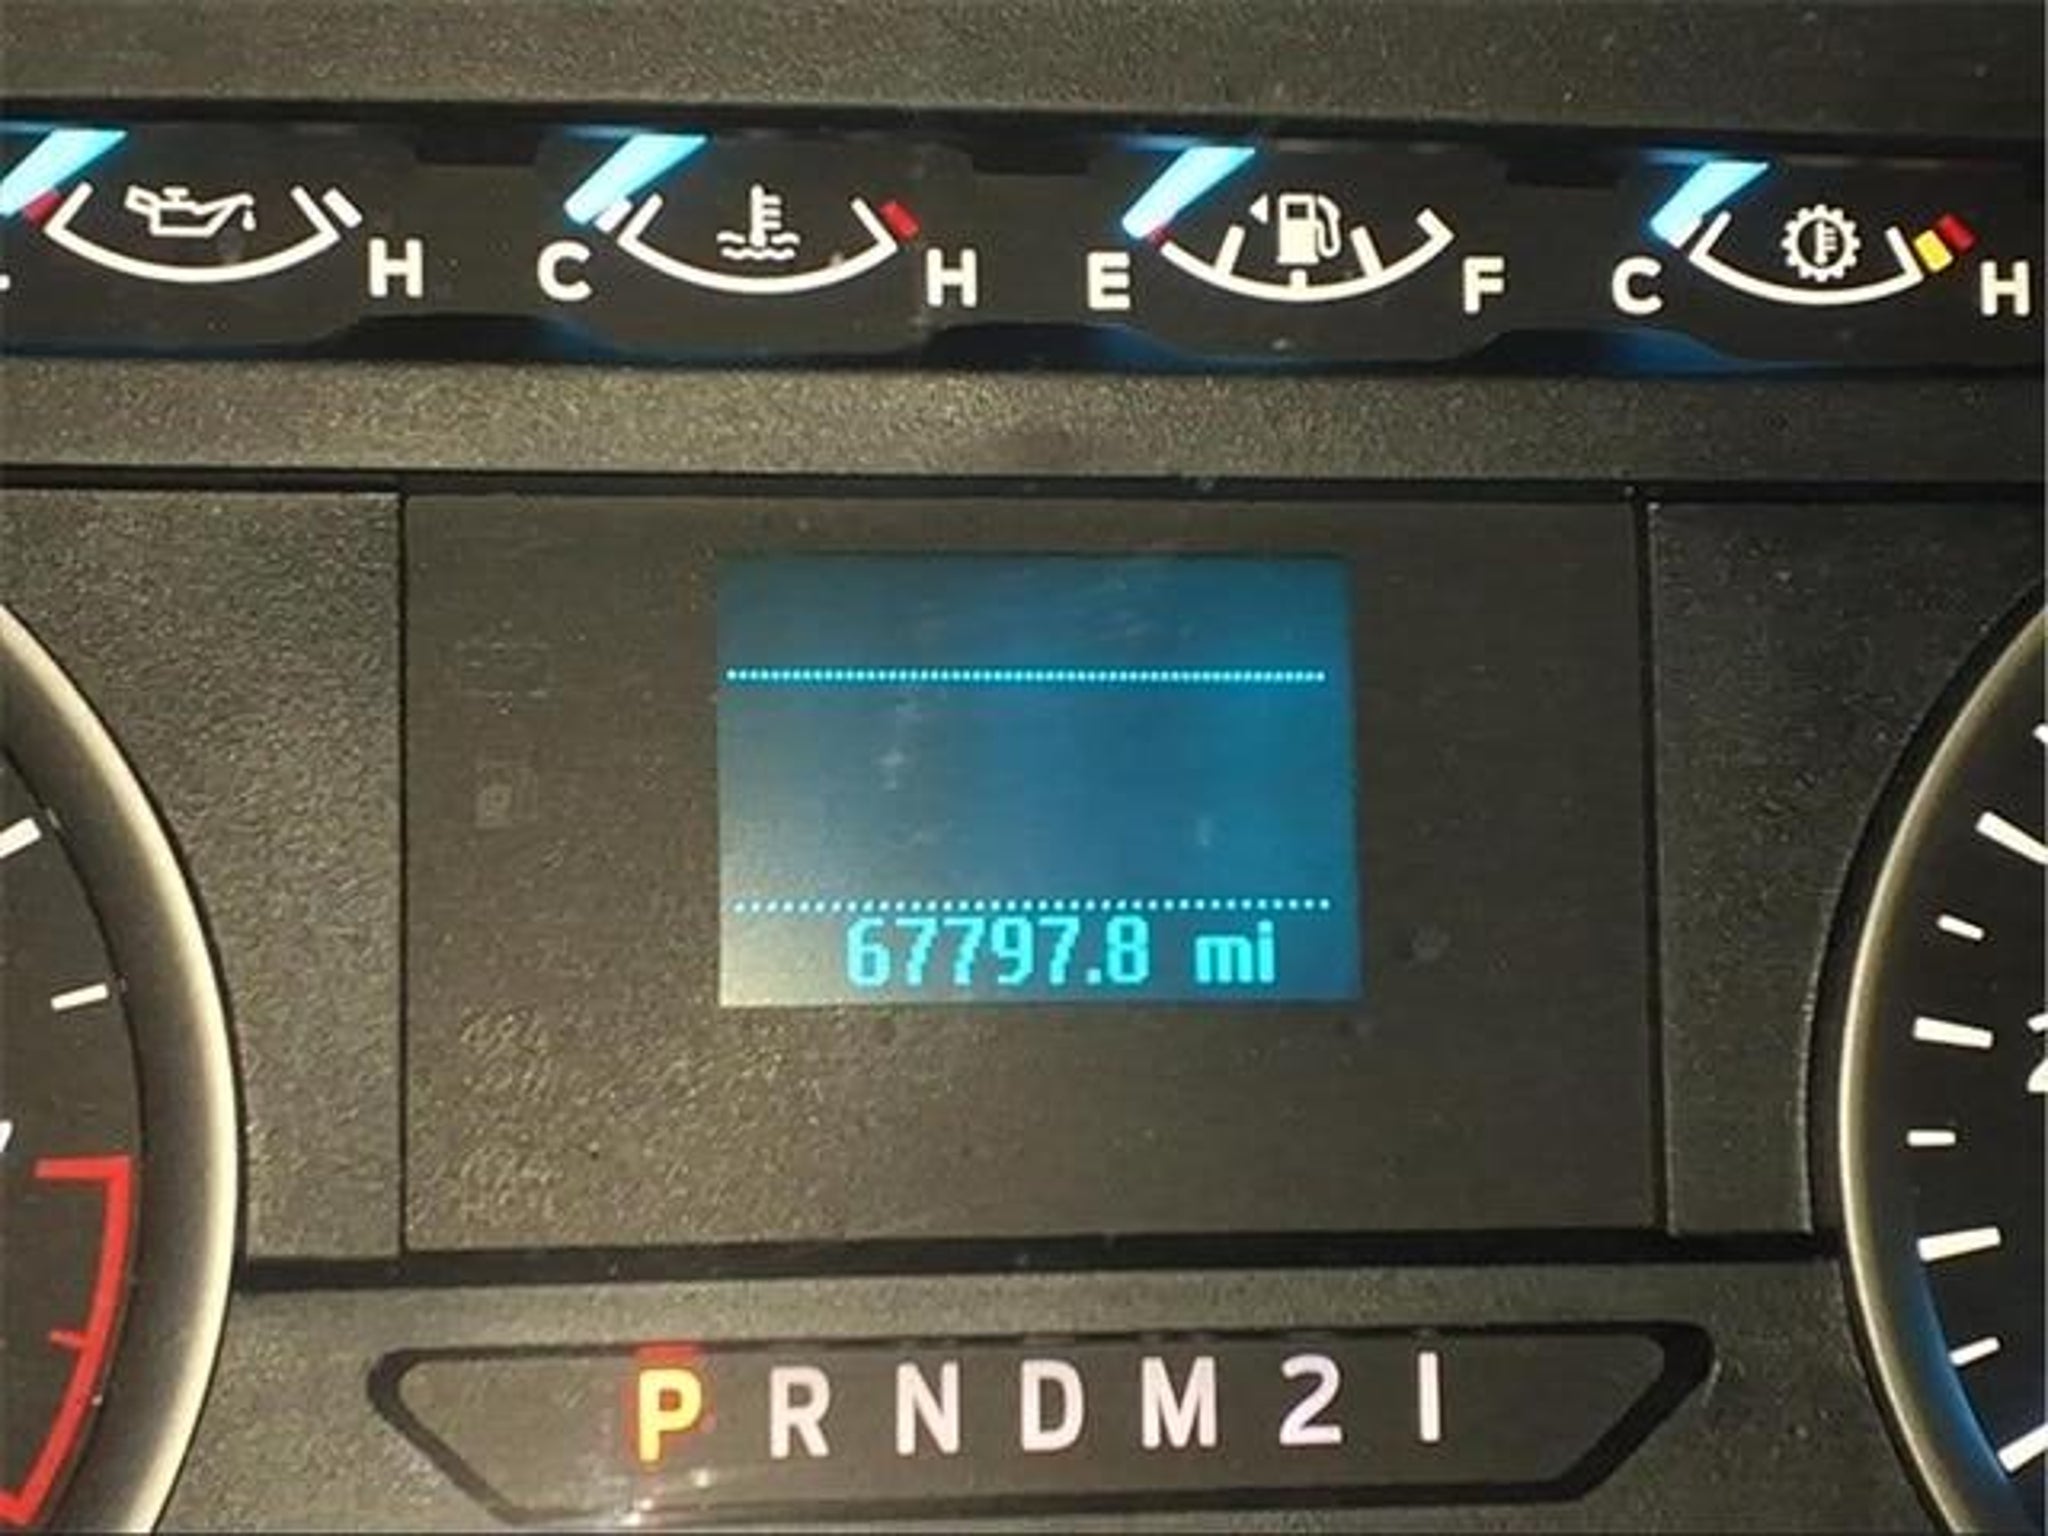 H C H E F C H
67797.8 mi
P R N D M 2 1